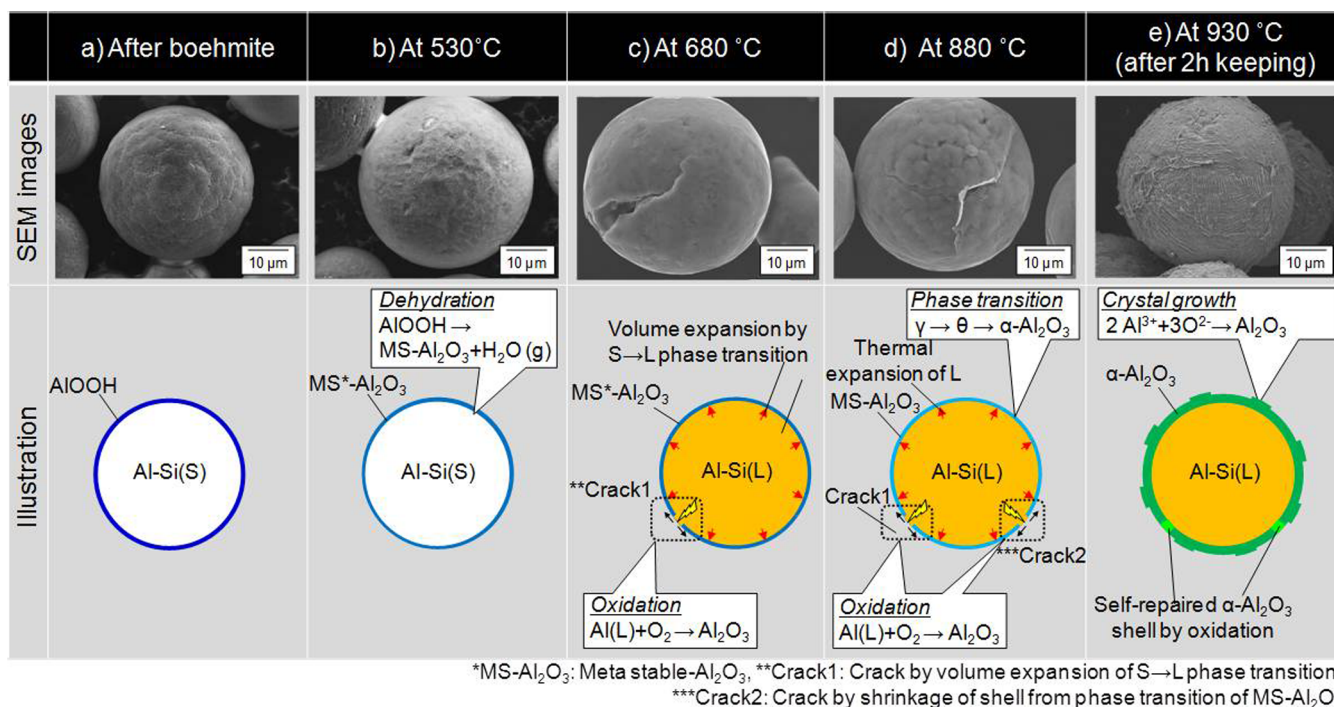 a) After boehmite
b) At 530°C
c) At 680 °C
d) At 880 °C
e) At 930 °C
(after 2h keeping)
SEM images
10 µm
10 µm
10 µm
10 µm
10 µm
Illustration
AlOOH
Al-Si(S)
Dehydration
AlOOH →
MS-Al₂O₃+H₂O (g)
MS*-Al₂O₃
Al-Si(S)
Volume expansion by
S→L phase transition
MS*-Al₂O₃
Al-Si(L)
**Crack1
Oxidation
Al(L)+O₂ → Al₂O₃
Phase transition
γ → θ → α-Al₂O₃
Thermal
expansion of L
MS-Al₂O₃
Al-Si(L)
Crack1
***Crack2
Oxidation
Al(L)+O₂ → Al₂O₃
Crystal growth
2 Al³⁺+3O²⁻→ Al₂O₃
α-Al₂O₃
Al-Si(L)
Self-repaired α-Al₂O₃
shell by oxidation
*MS-Al₂O₃: Meta stable-Al₂O₃, **Crack1: Crack by volume expansion of S→L phase transition
***Crack2: Crack by shrinkage of shell from phase transition of MS-Al₂O